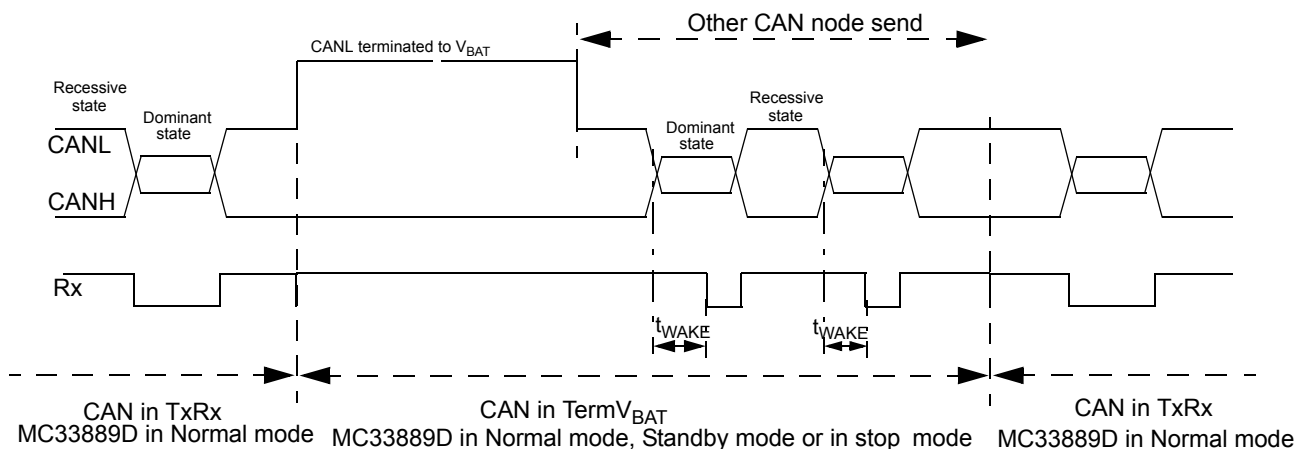 Other CAN node send
CANL terminated to VBAT
Recessive
state
Dominant
state
Recessive
state
Dominant
state
CANL
CANH
Rx
tWAKE
tWAKE
CAN in TxRx
MC33889D in Normal mode
CAN in TermVBAT
MC33889D in Normal mode, Standby mode or in stop mode
CAN in TxRx
MC33889D in Normal mode